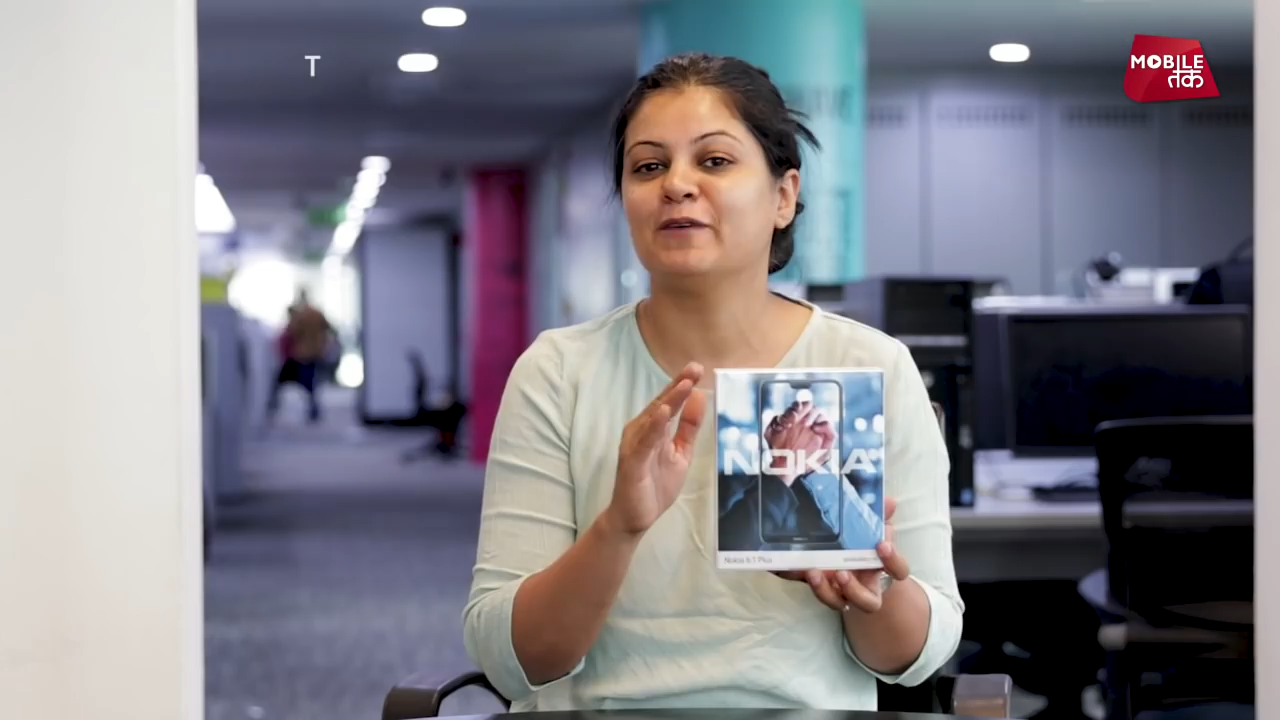 T
MOBILE
तक
NOKIA
Nokia 6.1 Plus